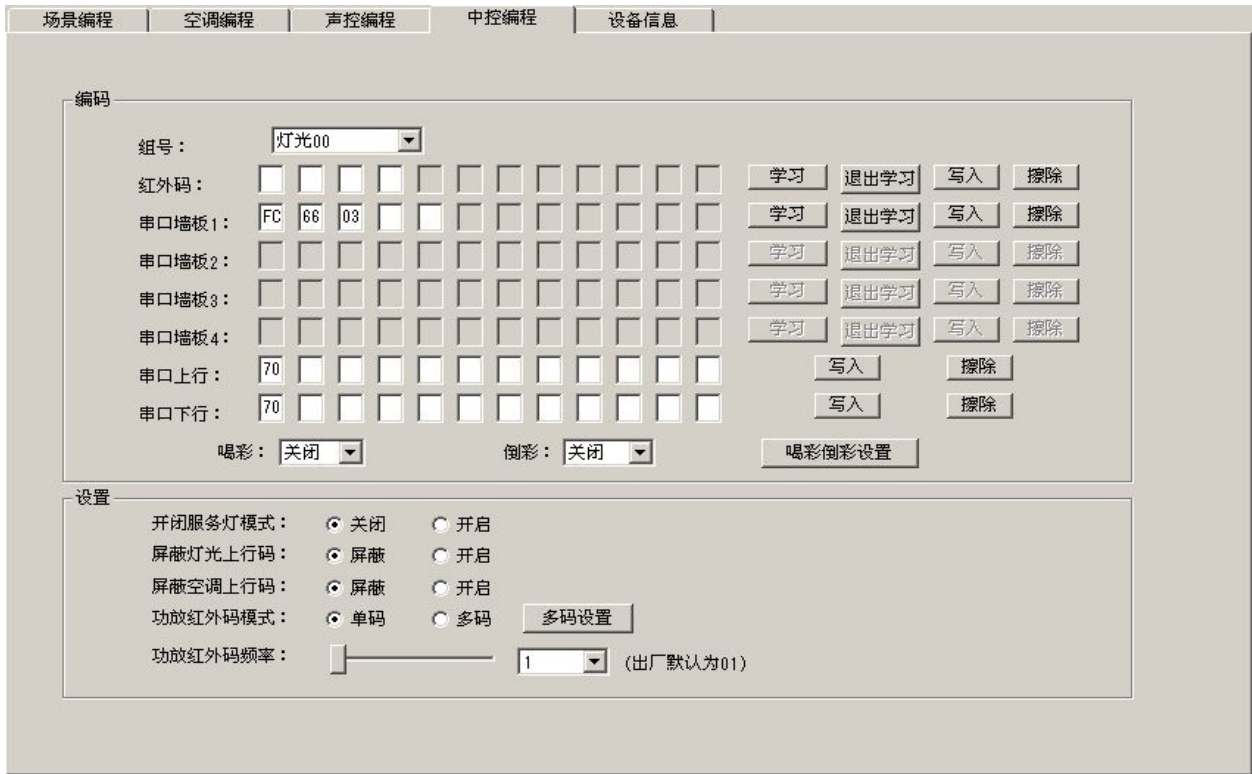 场景编程 空调编程 声控编程 中控编程 设备信息
编码
组号： 灯光00
红外码： 学习 退出学习 写入 擦除
串口墙板1： FC 66 03 学习 退出学习 写入 擦除
串口墙板2： 学习 退出学习 写入 擦除
串口墙板3： 学习 退出学习 写入 擦除
串口墙板4： 学习 退出学习 写入 擦除
串口上行： 70 写入 擦除
串口下行： 70 写入 擦除
喝彩： 关闭 倒彩： 关闭 喝彩倒彩设置
设置
开闭服务灯模式： 关闭 开启
屏蔽灯光上行码： 屏蔽 开启
屏蔽空调上行码： 屏蔽 开启
功放红外码模式： 单码 多码 多码设置
功放红外码频率： 1 (出厂默认为01)